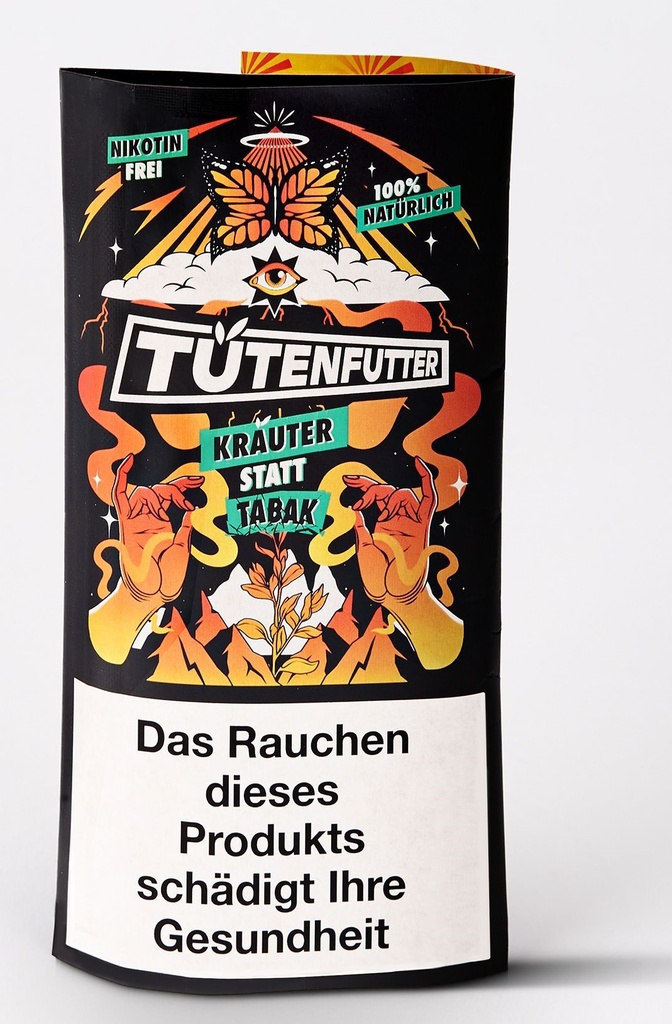 NIKOTIN
FREI
100%
NATÜRLICH
TÜTENFUTTER
KRÄUTER
STATT
TABAK
Das Rauchen
dieses
Produkts
schädigt Ihre
Gesundheit